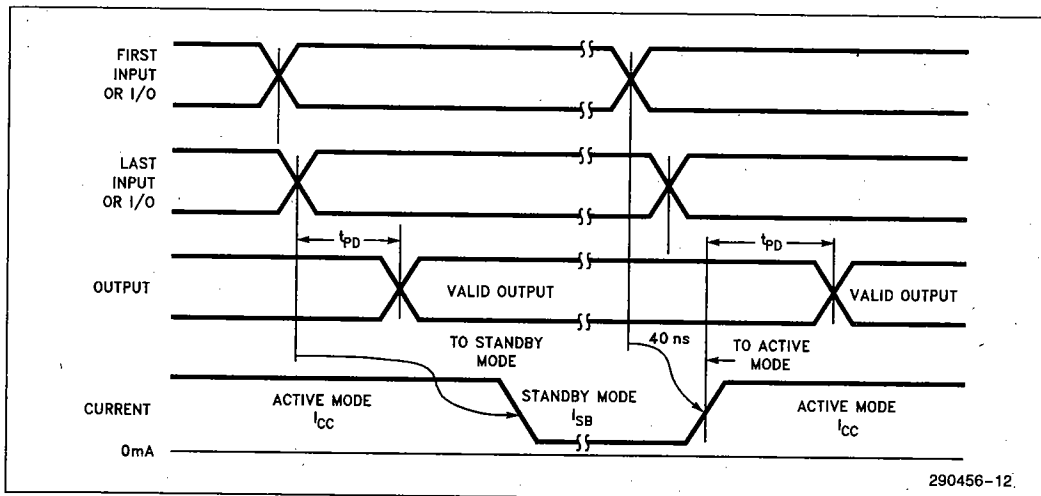 FIRST
INPUT
OR I/O
LAST
INPUT
OR I/O
tPD
tPD
OUTPUT
VALID OUTPUT
VALID OUTPUT
TO STANDBY
MODE
40 ns
TO ACTIVE
MODE
CURRENT
ACTIVE MODE
ICC
STANDBY MODE
ISB
ACTIVE MODE
ICC
0mA
290456-12